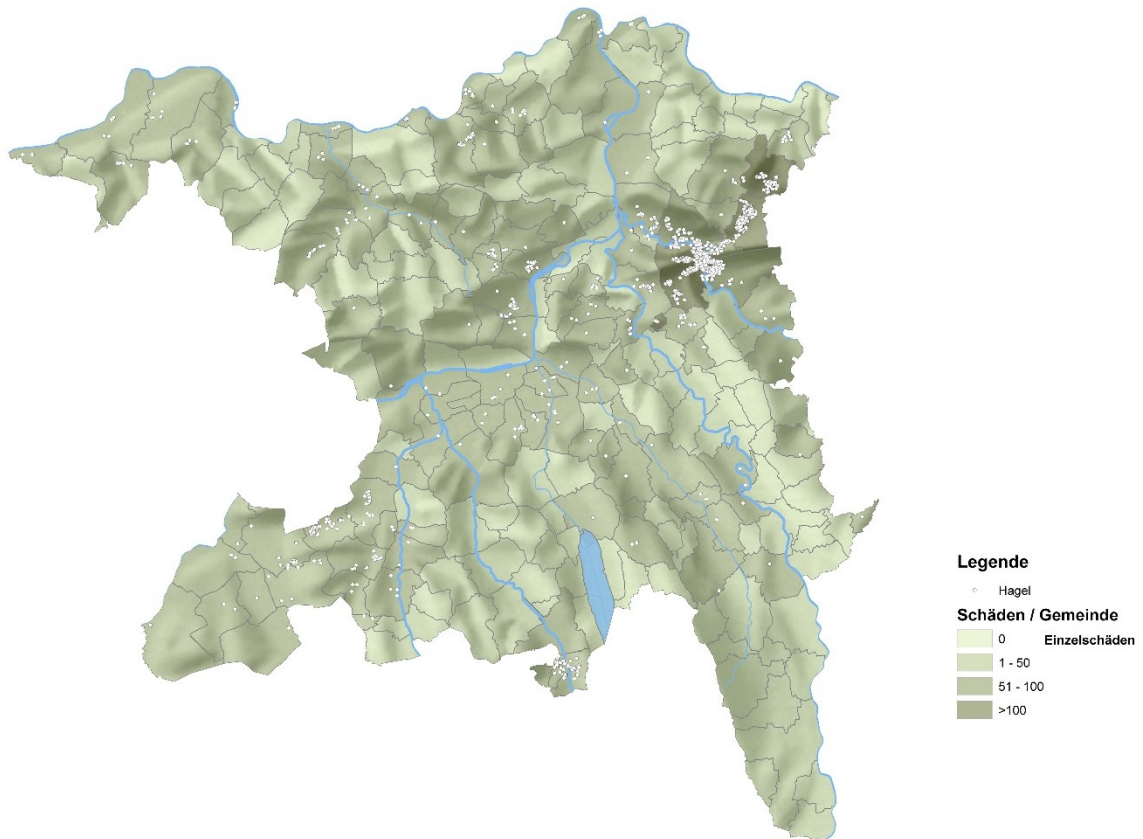 Legende
Hagel
Schäden / Gemeinde
0 Einzelschäden
1 - 50
51 - 100
>100